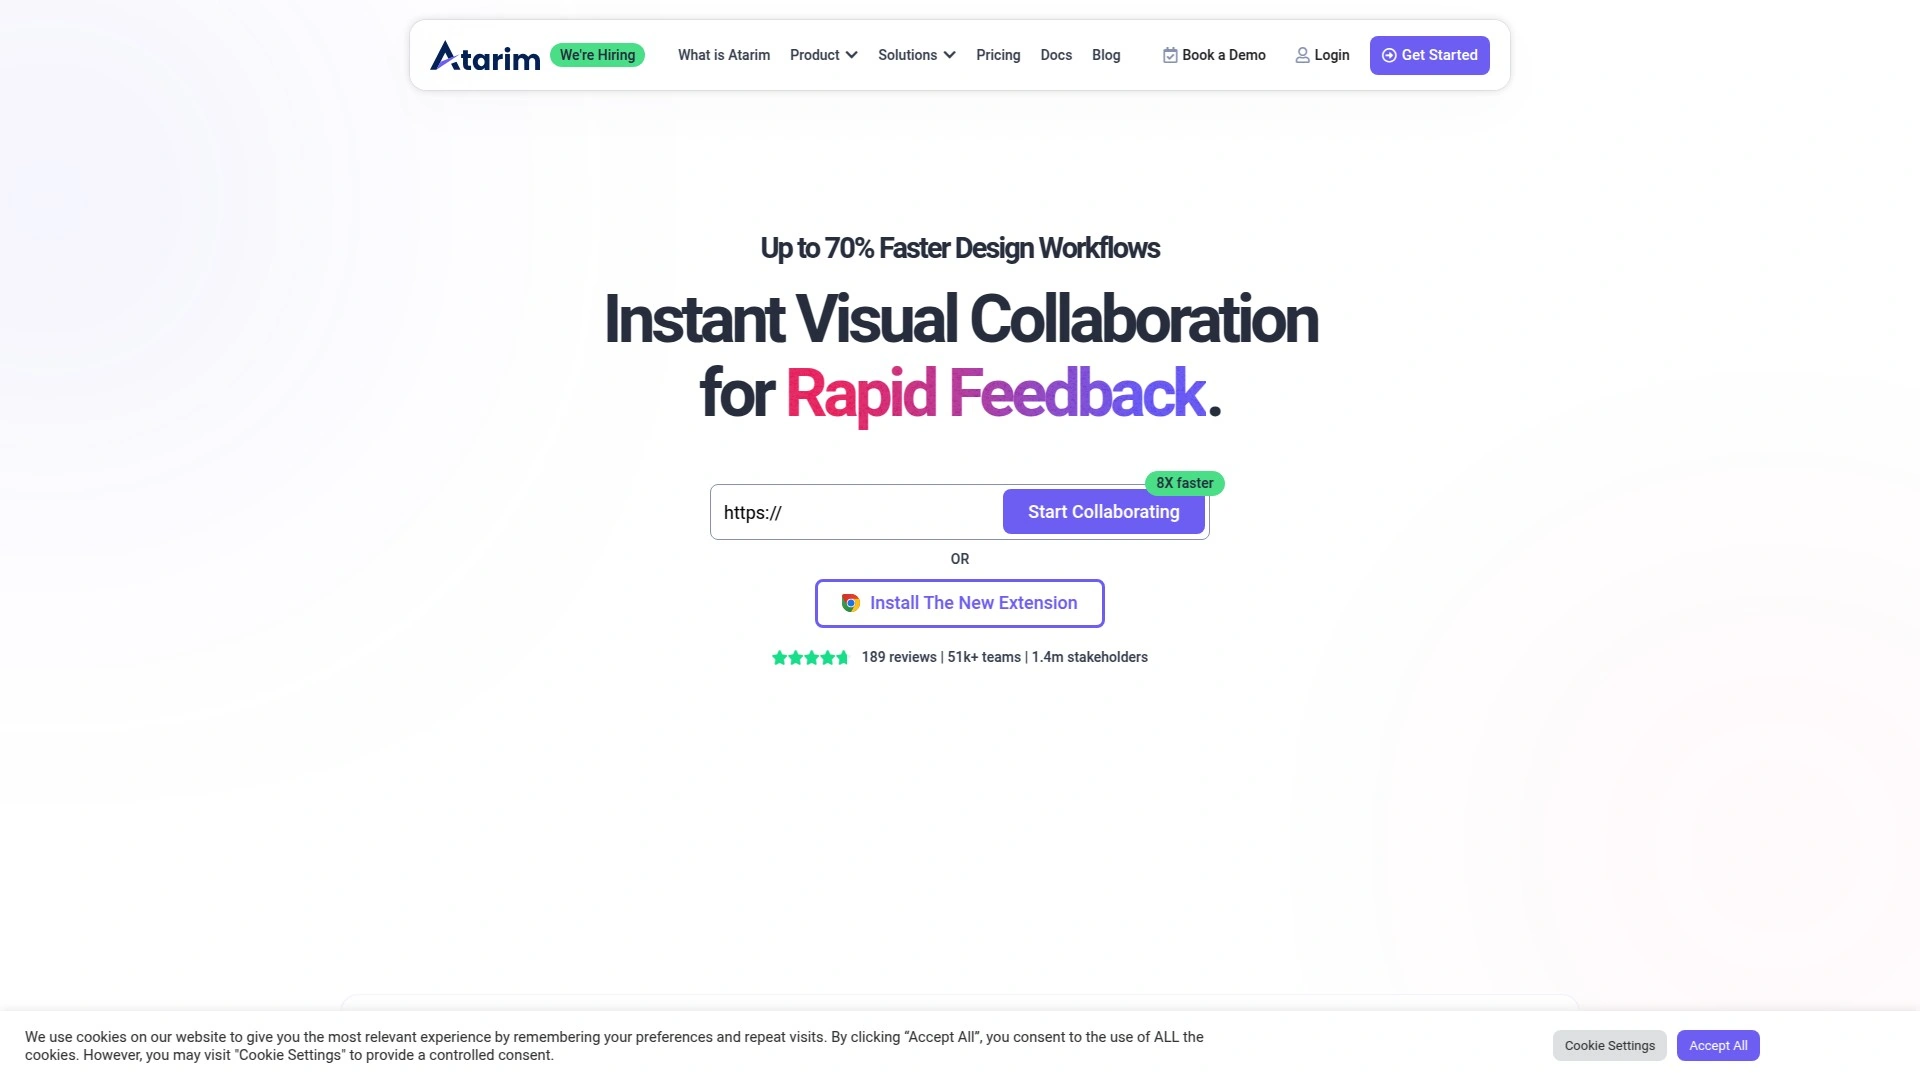 Atarim
We're Hiring
What is Atarim
Product
Solutions
Pricing
Docs
Blog
Book a Demo
Login
Get Started
Up to 70% Faster Design Workflows
Instant Visual Collaboration
for Rapid Feedback.
8X faster
https://
Start Collaborating
OR
Install The New Extension
189 reviews | 51k+ teams | 1.4m stakeholders
We use cookies on our website to give you the most relevant experience by remembering your preferences and repeat visits. By clicking “Accept All”, you consent to the use of ALL the
cookies. However, you may visit "Cookie Settings" to provide a controlled consent.
Cookie Settings
Accept All